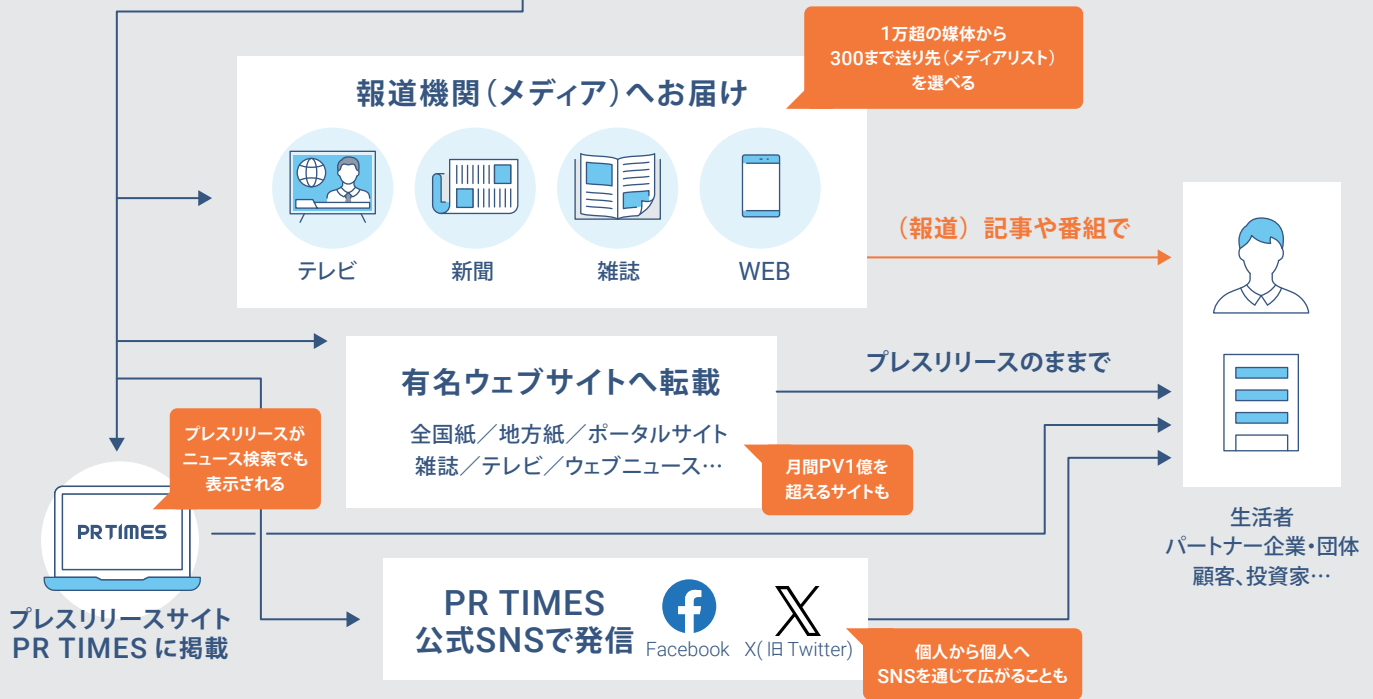 1万超の媒体から
300まで送り先（メディアリスト）
を選べる
報道機関（メディア）へお届け
テレビ
新聞
雑誌
WEB
（報道）記事や番組で
有名ウェブサイトへ転載
全国紙／地方紙／ポータルサイト
雑誌／テレビ／ウェブニュース…
プレスリリースのままで
月間PV1億を
超えるサイトも
プレスリリースが
ニュース検索でも
表示される
PRTIMES
プレスリリースサイト
PR TIMES に掲載
PR TIMES
公式SNSで発信
Facebook
X(旧Twitter)
個人から個人へ
SNSを通じて広がることも
生活者
パートナー企業・団体
顧客、投資家…